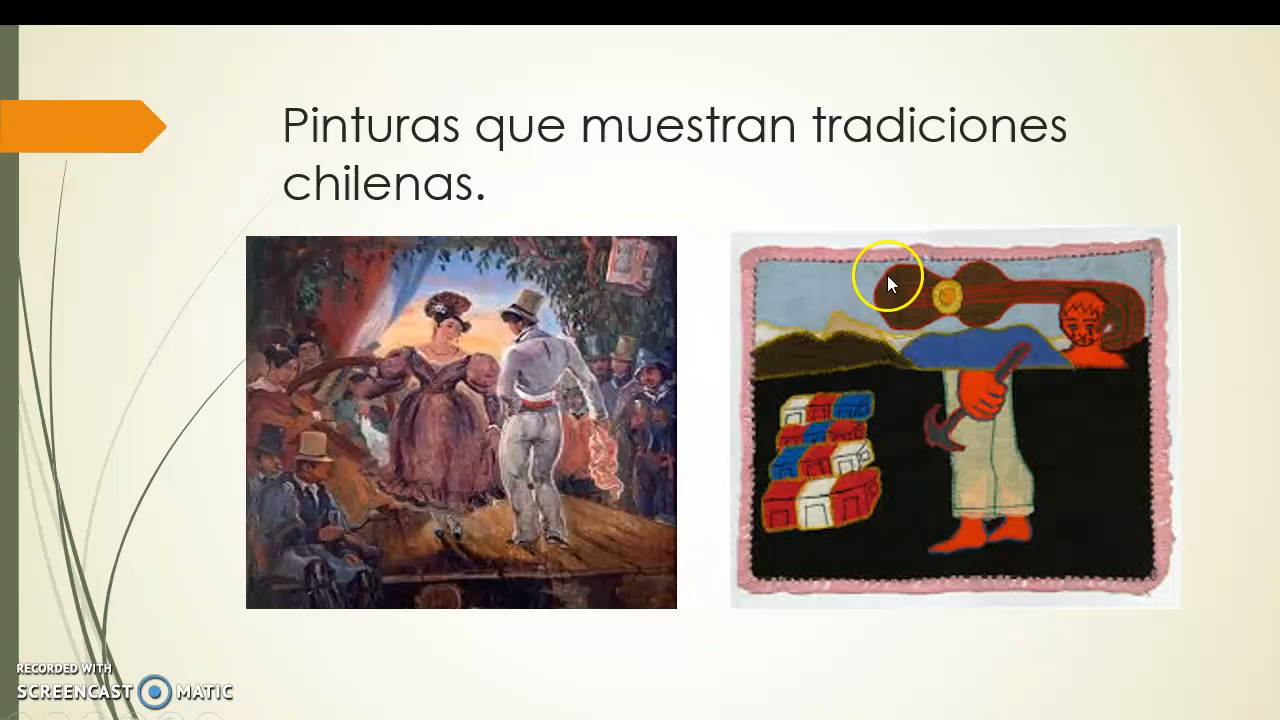 Pinturas que muestran tradiciones
chilenas.
RECORDED WITH
SCREENCAST MATIC